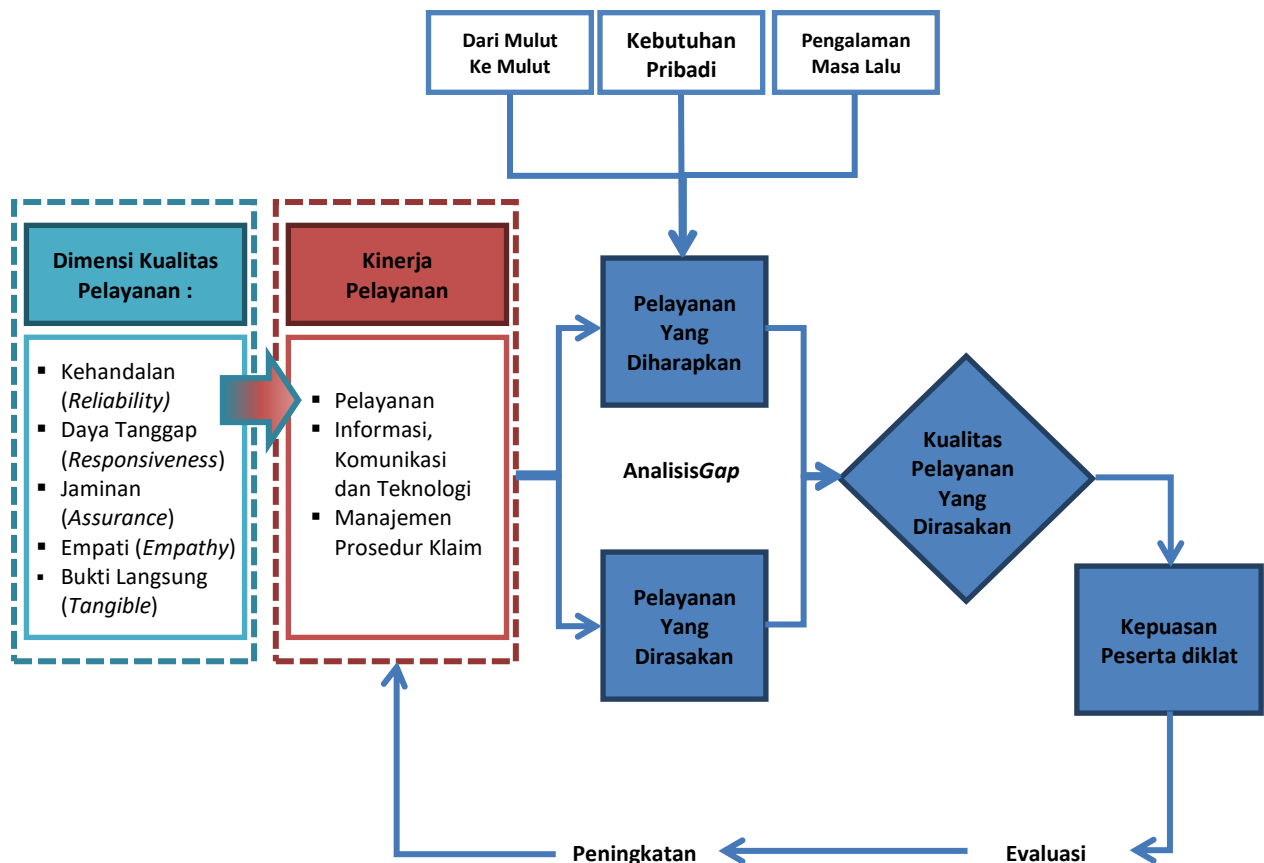 Dari Mulut
Ke Mulut
Kebutuhan
Pribadi
Pengalaman
Masa Lalu
Dimensi Kualitas
Pelayanan :
▪ Kehandalan
(Reliability)
▪ Daya Tanggap
(Responsiveness)
▪ Jaminan
(Assurance)
▪ Empati (Empathy)
▪ Bukti Langsung
(Tangible)
Kinerja
Pelayanan
▪ Pelayanan
▪ Informasi,
Komunikasi
dan Teknologi
▪ Manajemen
Prosedur Klaim
Pelayanan
Yang
Diharapkan
AnalisisGap
Pelayanan
Yang
Dirasakan
Kualitas
Pelayanan
Yang
Dirasakan
Kepuasan
Peserta diklat
Peningkatan
Evaluasi